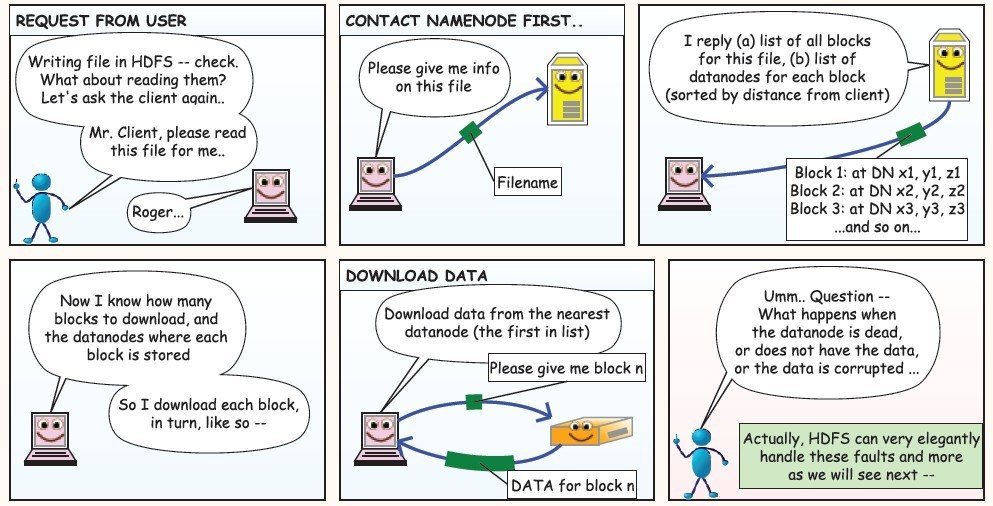 REQUEST FROM USER
Writing file in HDFS -- check.
What about reading them?
Let's ask the client again..
Mr. Client, please read
this file for me..
Roger...
CONTACT NAMENODE FIRST..
Please give me info
on this file
Filename
I reply (a) list of all blocks
for this file, (b) list of
datanodes for each block
(sorted by distance from client)
Block 1: at DN x1, y1, z1
Block 2: at DN x2, y2, z2
Block 3: at DN x3, y3, z3
...and so on...
Now I know how many
blocks to download, and
the datanodes where each
block is stored
So I download each block,
in turn, like so --
DOWNLOAD DATA
Download data from the nearest
datanode (the first in list)
Please give me block n
DATA for block n
Umm.. Question --
What happens when
the datanode is dead,
or does not have the data,
or the data is corrupted ...
Actually, HDFS can very elegantly
handle these faults and more
as we will see next --